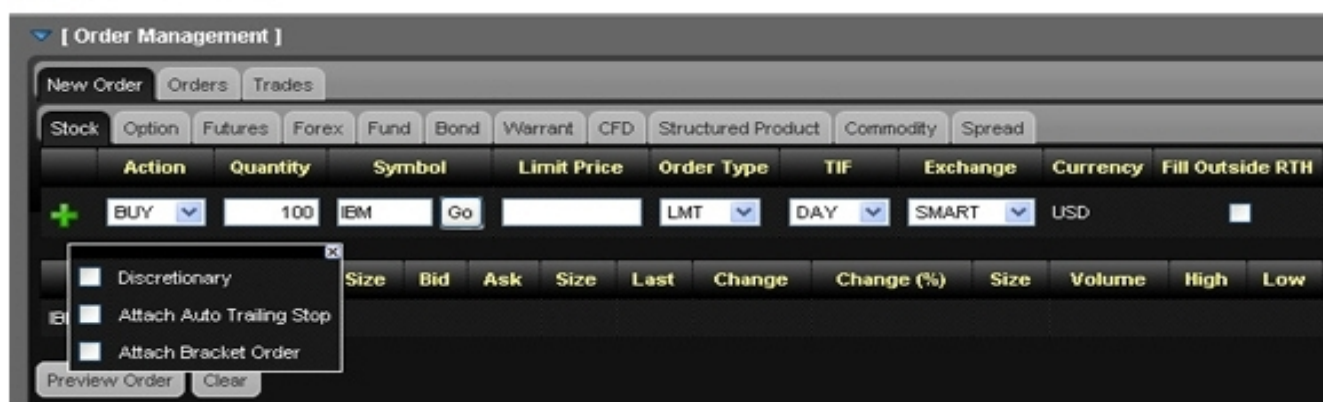 [ Order Management ]
New Order Orders Trades
Stock Option Futures Forex Fund Bond Warrant CFD Structured Product Commodity Spread
Action Quantity Symbol Limit Price Order Type TIF Exchange Currency Fill Outside RTH
BUY 100 IBM Go LMT DAY SMART USD
Size Bid Ask Size Last Change Change (%) Size Volume High Low
Discretionary
Attach Auto Trailing Stop
Attach Bracket Order
Preview Order Clear